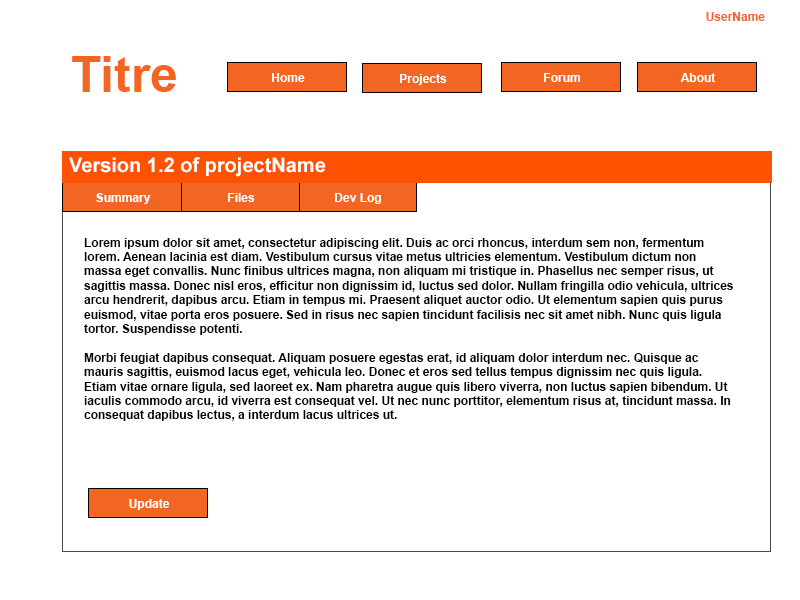 UserName
Titre
Home
Projects
Forum
About
Version 1.2 of projectName
Summary
Files
Dev Log
Lorem ipsum dolor sit amet, consectetur adipiscing elit. Duis ac orci rhoncus, interdum sem non, fermentum
lorem. Aenean lacinia est diam. Vestibulum cursus vitae metus ultricies elementum. Vestibulum dictum non
massa eget convallis. Nunc finibus ultrices magna, non aliquam mi tristique in. Phasellus nec semper risus, ut
sagittis massa. Donec nisl eros, efficitur non dignissim id, luctus sed dolor. Nullam fringilla odio vehicula, ultrices
arcu hendrerit, dapibus arcu. Etiam in tempus mi. Praesent aliquet auctor odio. Ut elementum sapien quis purus
euismod, vitae porta eros posuere. Sed in risus nec sapien tincidunt facilisis nec sit amet nibh. Nunc quis ligula
tortor. Suspendisse potenti.
Morbi feugiat dapibus consequat. Aliquam posuere egestas erat, id aliquam dolor interdum nec. Quisque ac
mauris sagittis, euismod lacus eget, vehicula leo. Donec et eros sed tellus tempus dignissim nec quis ligula.
Etiam vitae ornare ligula, sed laoreet ex. Nam pharetra augue quis libero viverra, non luctus sapien bibendum. Ut
iaculis commodo arcu, id viverra est consequat vel. Ut nec nunc porttitor, elementum risus at, tincidunt massa. In
consequat dapibus lectus, a interdum lacus ultrices ut.
Update